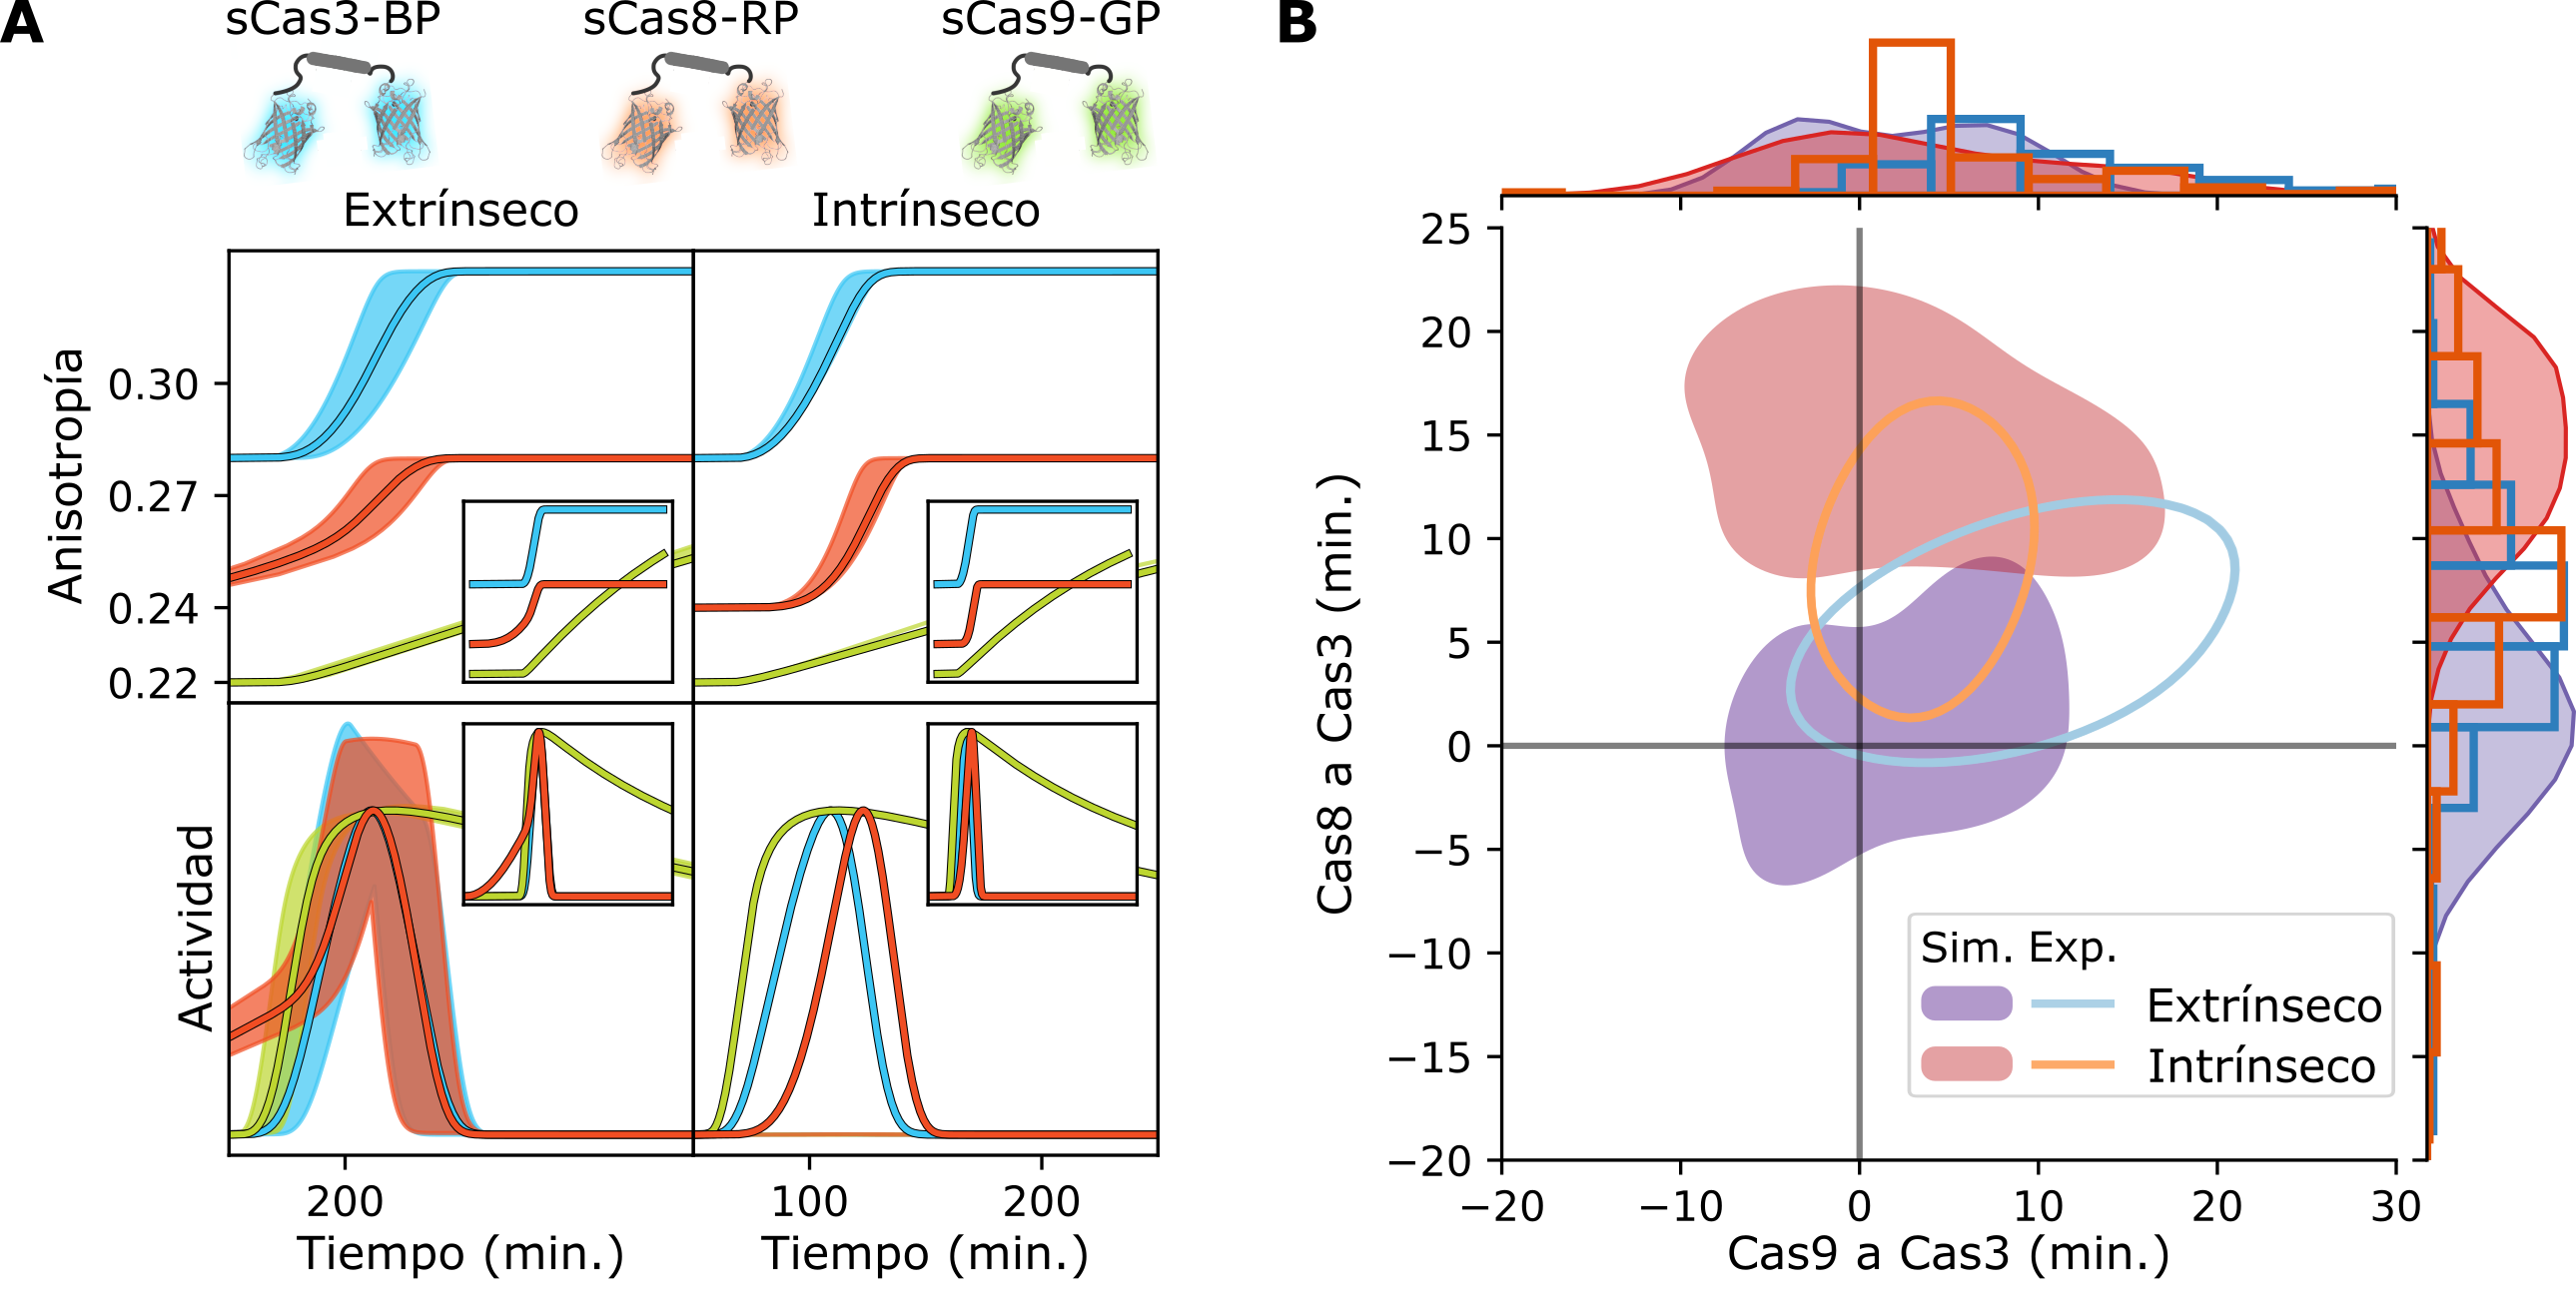 A
sCas3-BP
sCas8-RP
sCas9-GP
Extrínseco
Intrínseco
Anisotropía
0.30
0.27
0.24
0.22
Actividad
200
100
200
Tiempo (min.)
Tiempo (min.)
B
Cas8 a Cas3 (min.)
25
20
15
10
5
0
−5
−10
−15
−20
Sim. Exp.
Extrínseco
Intrínseco
−20
−10
0
10
20
30
Cas9 a Cas3 (min.)